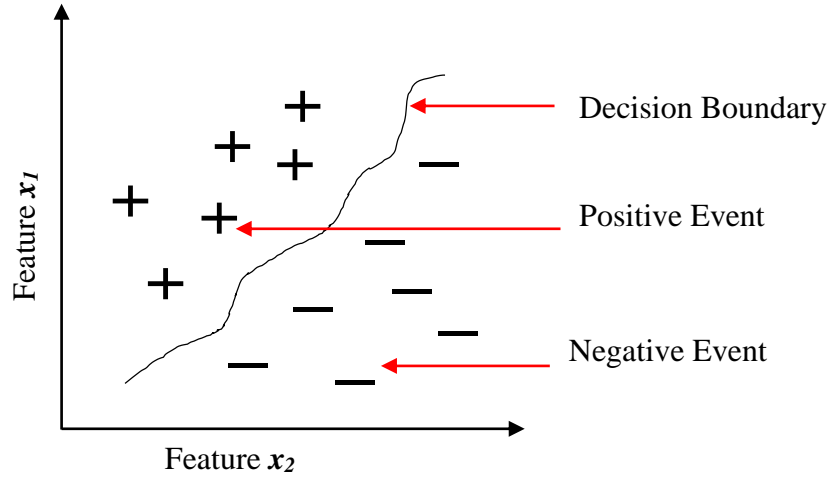 Decision Boundary
Positive Event
Feature x1
Negative Event
Feature x2